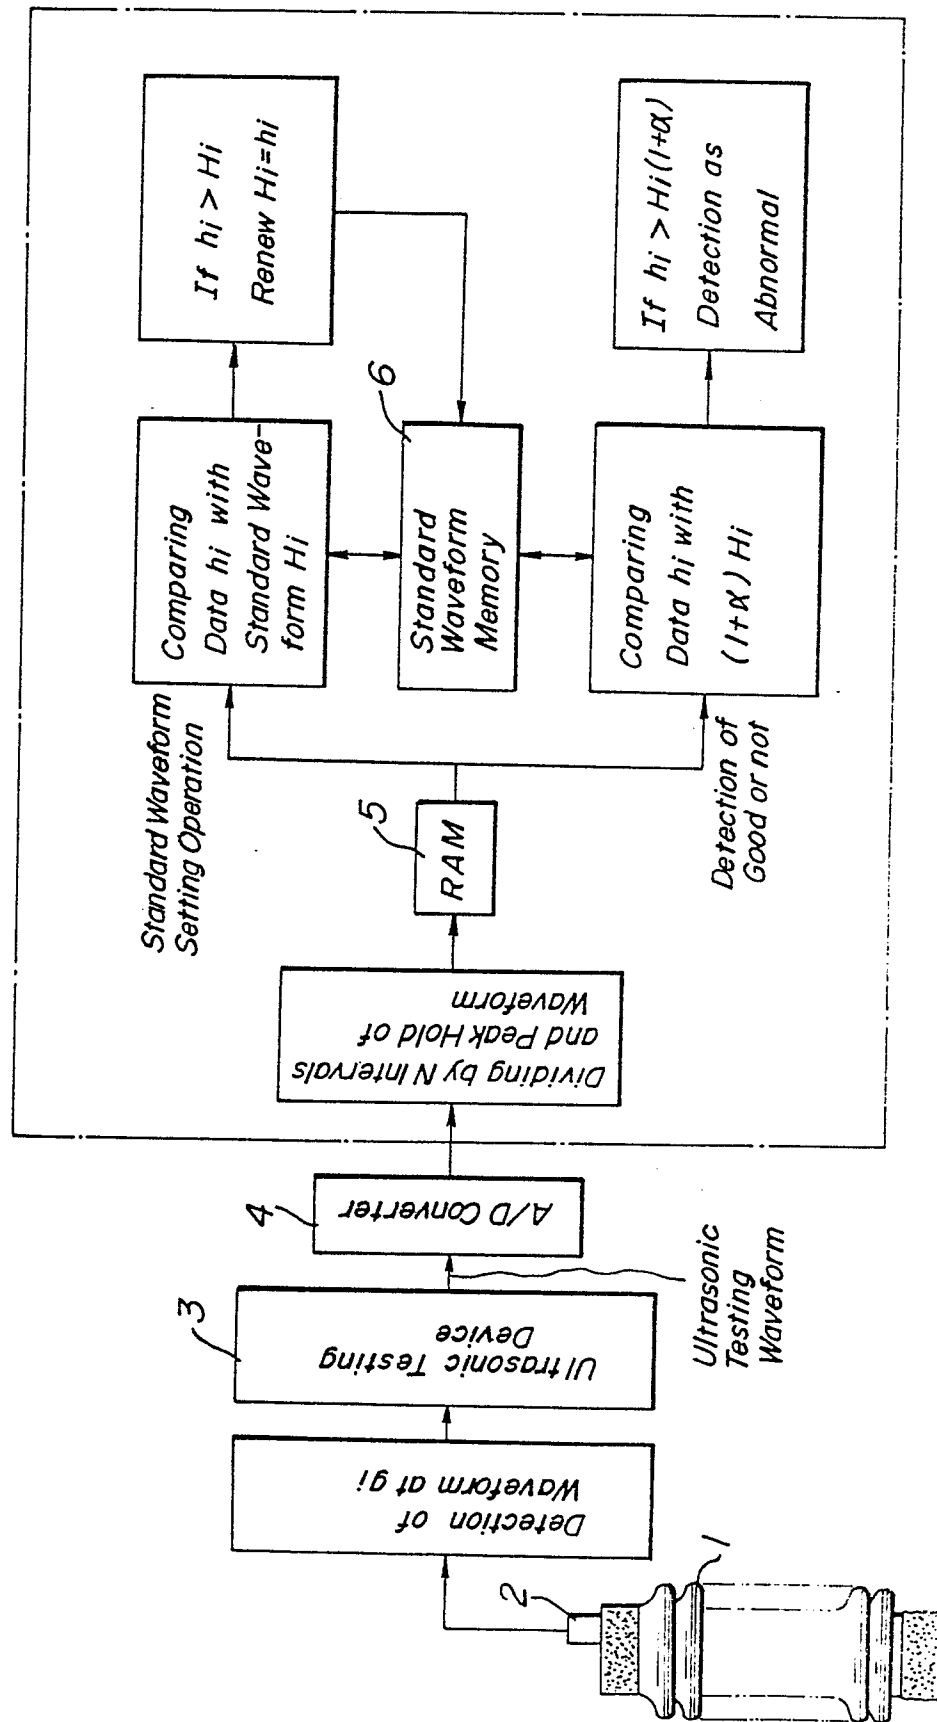 1
2
Detection of
Waveform at gi
3
Ultrasonic Testing
Device
Ultrasonic
Testing
Waveform
4
A/D Converter
Dividing by N Intervals
and Peak Hold of
Waveform
5
RAM
Standard Waveform
Setting Operation
Comparing
Data hi with
Standard Wave-
form Hi
If hi > Hi
Renew Hi=hi
6
Standard
Waveform
Memory
Detection of
Good or not
Comparing
Data hi with
(1+α) Hi
If hi > Hi(1+α)
Detection as
Abnormal